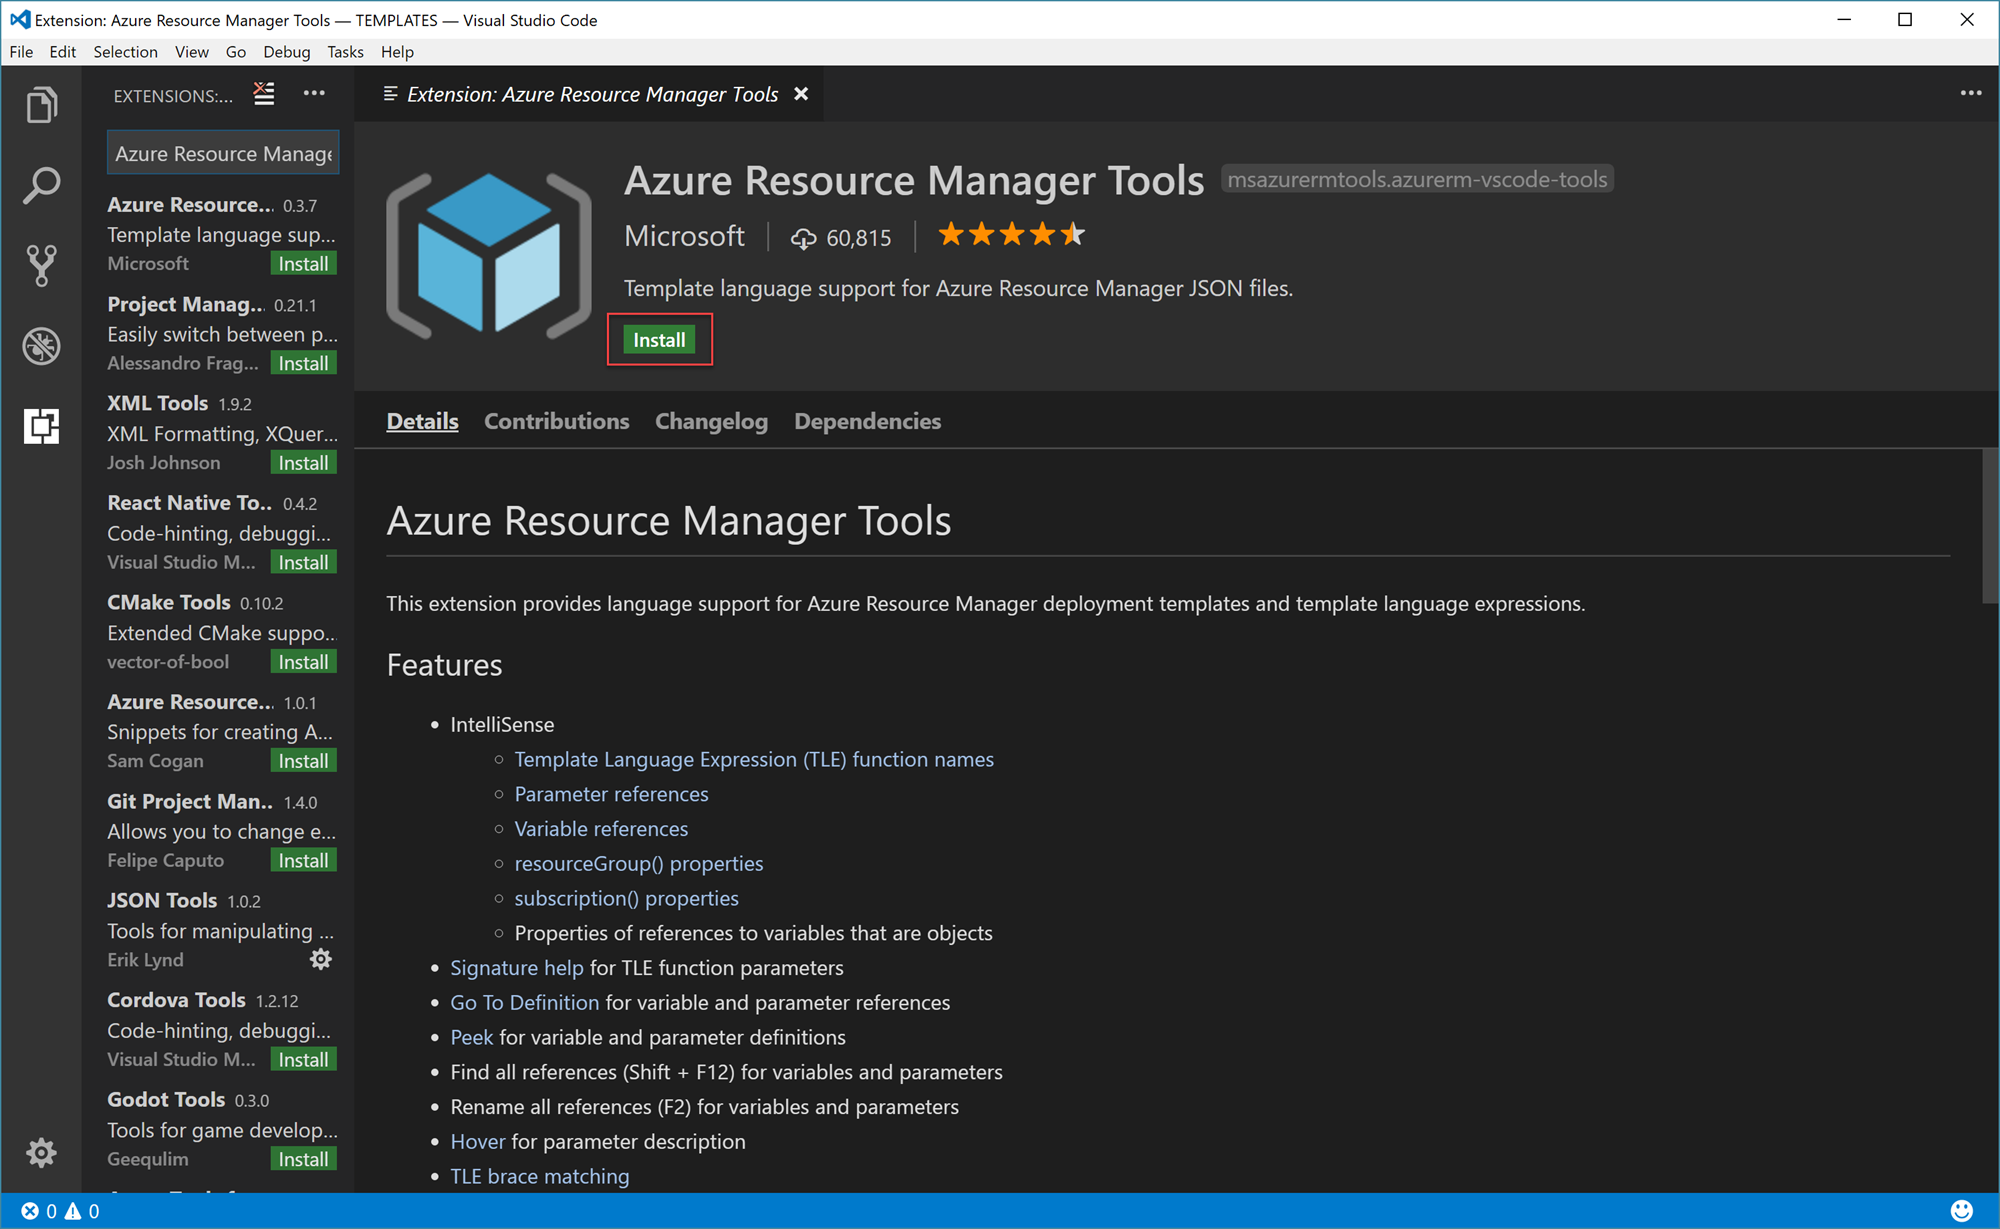 Extension: Azure Resource Manager Tools — TEMPLATES — Visual Studio Code
File Edit Selection View Go Debug Tasks Help
EXTENSIONS:...
Azure Resource Manage
Azure Resource... 0.3.7
Template language sup...
Microsoft Install
Project Manag... 0.21.1
Easily switch between p...
Alessandro Frag... Install
XML Tools 1.9.2
XML Formatting, XQuer...
Josh Johnson Install
React Native To.. 0.4.2
Code-hinting, debuggi...
Visual Studio M... Install
CMake Tools 0.10.2
Extended CMake suppo...
vector-of-bool Install
Azure Resource... 1.0.1
Snippets for creating A...
Sam Cogan Install
Git Project Man.. 1.4.0
Allows you to change e...
Felipe Caputo Install
JSON Tools 1.0.2
Tools for manipulating ...
Erik Lynd
Cordova Tools 1.2.12
Code-hinting, debuggi...
Visual Studio M... Install
Godot Tools 0.3.0
Tools for game develop...
Geequlim Install
Extension: Azure Resource Manager Tools
Azure Resource Manager Tools msazurermtools.azurerm-vscode-tools
Microsoft 60,815
Template language support for Azure Resource Manager JSON files.
Install
Details Contributions Changelog Dependencies
Azure Resource Manager Tools
This extension provides language support for Azure Resource Manager deployment templates and template language expressions.
Features
• IntelliSense
○ Template Language Expression (TLE) function names
○ Parameter references
○ Variable references
○ resourceGroup() properties
○ subscription() properties
○ Properties of references to variables that are objects
• Signature help for TLE function parameters
• Go To Definition for variable and parameter references
• Peek for variable and parameter definitions
• Find all references (Shift + F12) for variables and parameters
• Rename all references (F2) for variables and parameters
• Hover for parameter description
• TLE brace matching
0 0